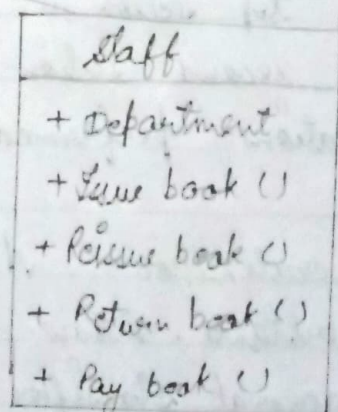 Staff
+ Department
+ Issue book ()
+ Reissue book ()
+ Return book ()
+ Pay book ()